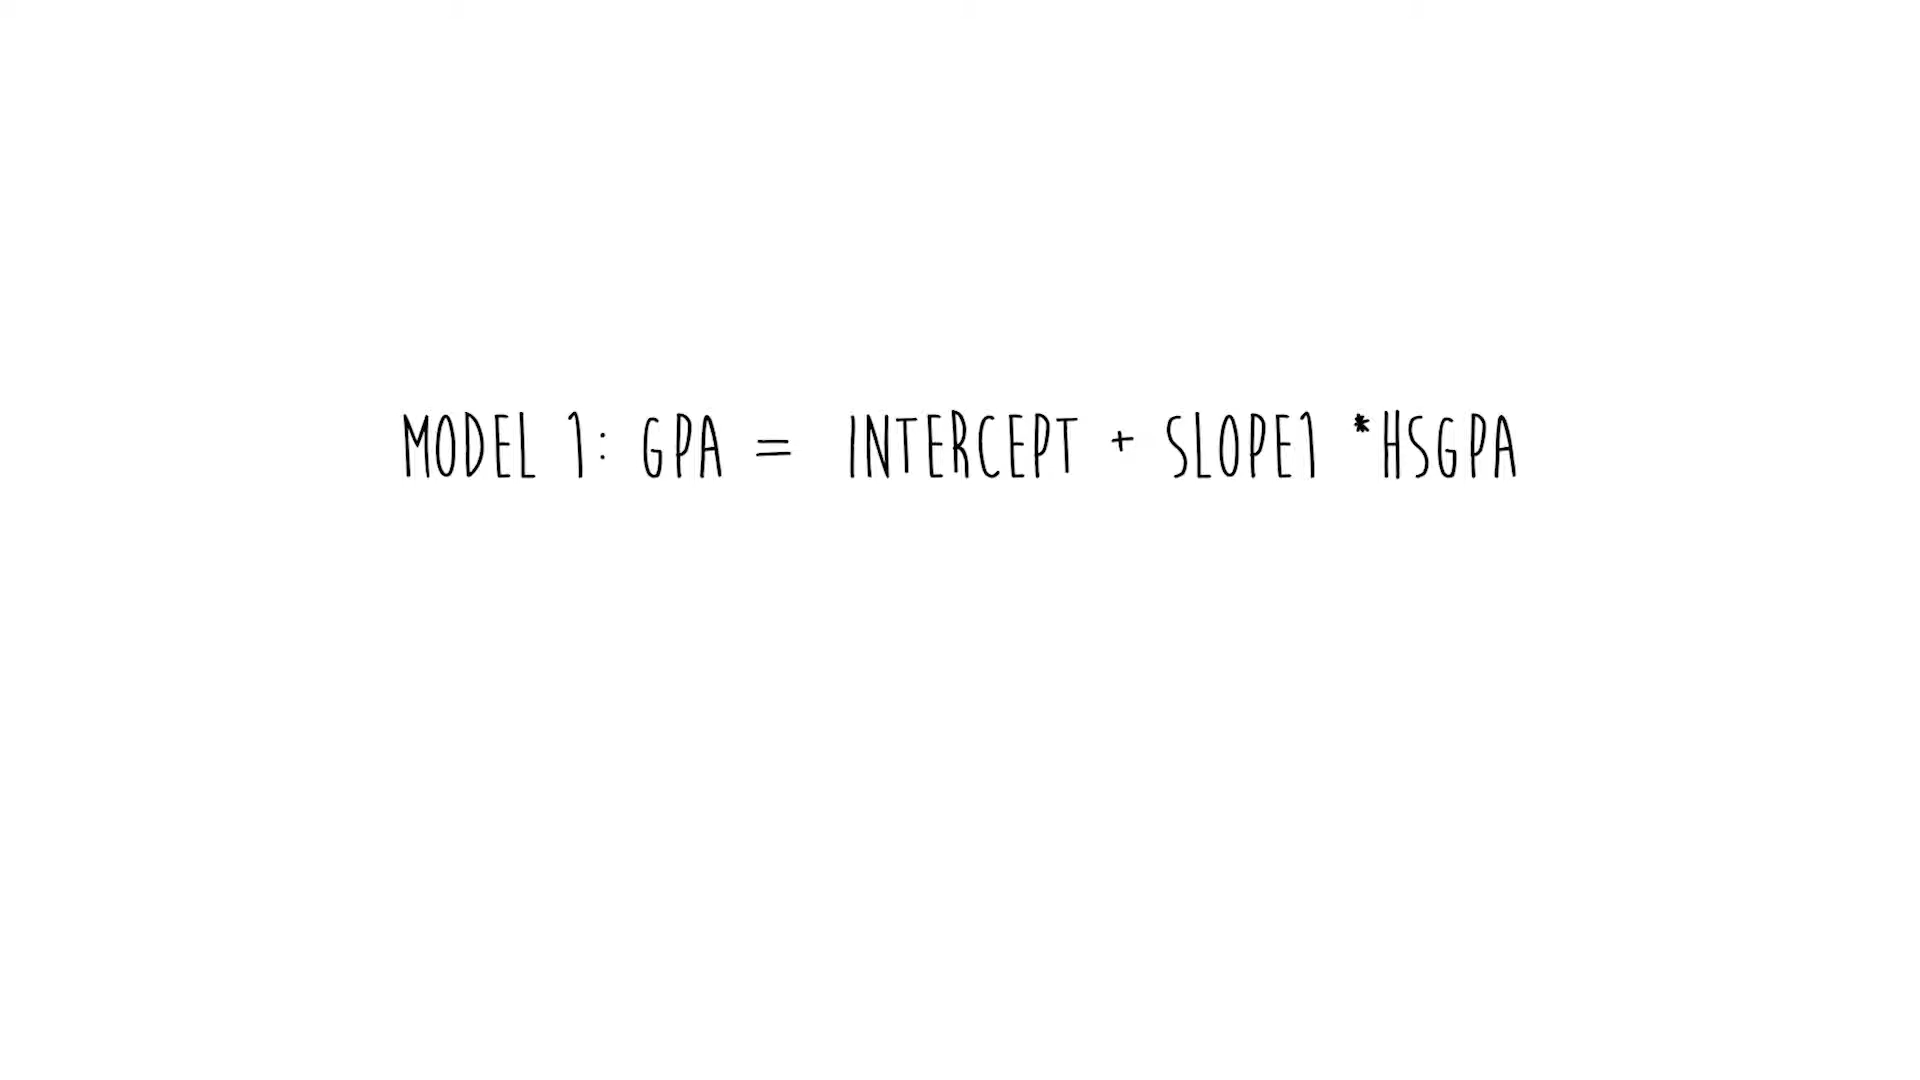 MODEL 1: GPA = INTERCEPT + SLOPE1 *HSGPA